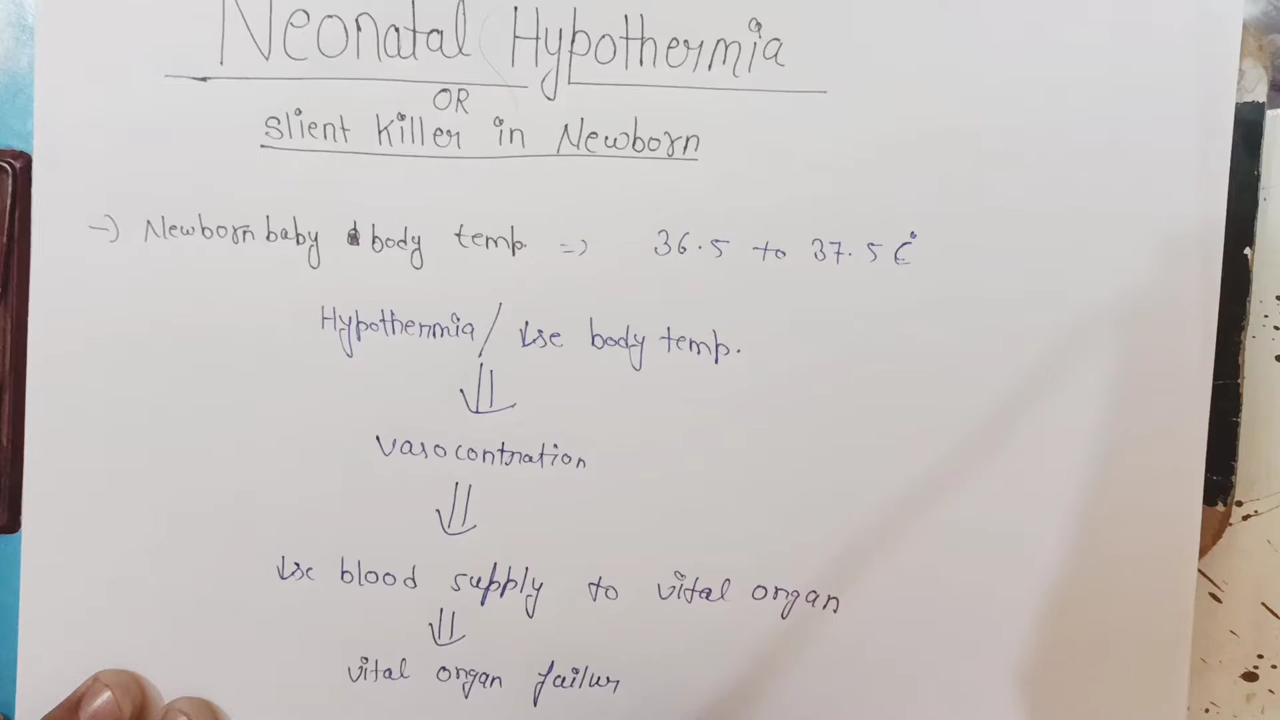 Neonatal Hypothermia
OR
Slient Killer in Newborn
→ Newborn baby body temp. ⇒ 36.5 to 37.5 C°
Hypothermia / ↓se body temp.
⇓
vasocontration
⇓
↓se blood supply to vital organ
⇓
vital organ failur